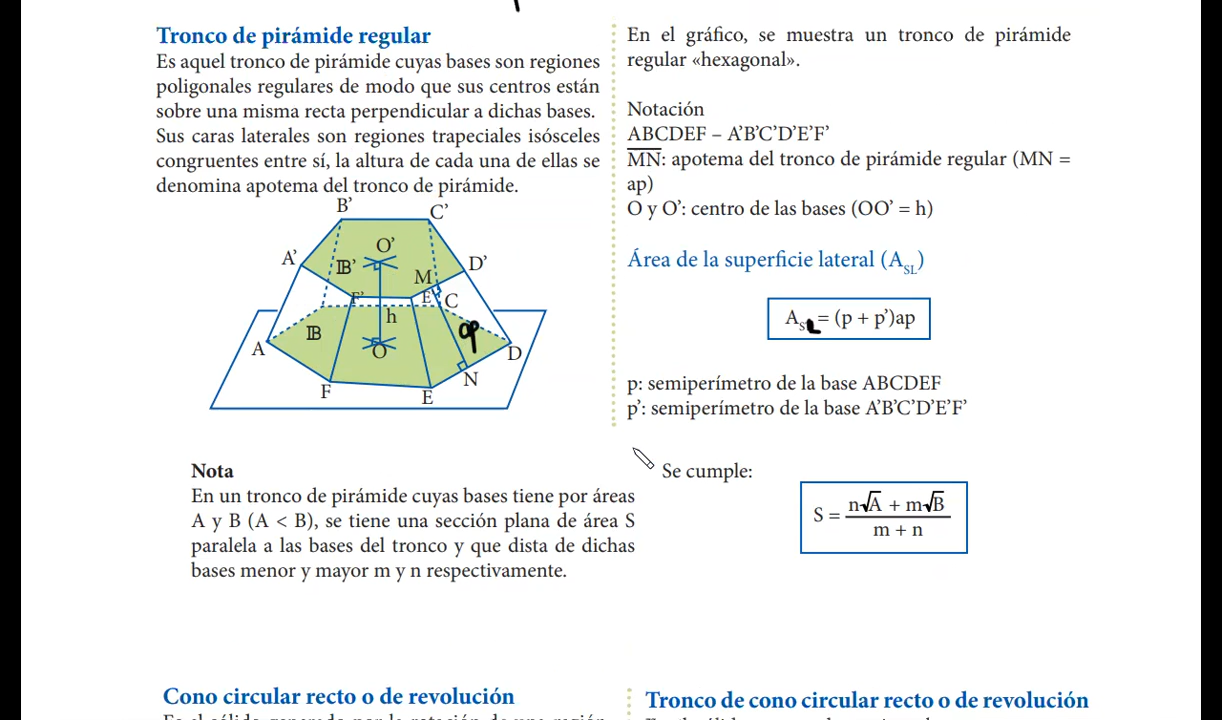 Tronco de pirámide regular
Es aquel tronco de pirámide cuyas bases son regiones
poligonales regulares de modo que sus centros están
sobre una misma recta perpendicular a dichas bases.
Sus caras laterales son regiones trapeciales isósceles
congruentes entre sí, la altura de cada una de ellas se
denomina apotema del tronco de pirámide.
B' C'
A' O' D'
𝔹' M
F' E' C
h
𝔹 ap
A O D
N
F E
En el gráfico, se muestra un tronco de pirámide
regular «hexagonal».
Notación
ABCDEF – A'B'C'D'E'F'
M̅N̅: apotema del tronco de pirámide regular (MN =
ap)
O y O': centro de las bases (OO' = h)
Área de la superficie lateral (A_SL)
A_SL = (p + p')ap
p: semiperímetro de la base ABCDEF
p': semiperímetro de la base A'B'C'D'E'F'
Nota
En un tronco de pirámide cuyas bases tiene por áreas
A y B (A < B), se tiene una sección plana de área S
paralela a las bases del tronco y que dista de dichas
bases menor y mayor m y n respectivamente.
Se cumple:
S = (n√A + m√B) / (m + n)
Cono circular recto o de revolución
Tronco de cono circular recto o de revolución